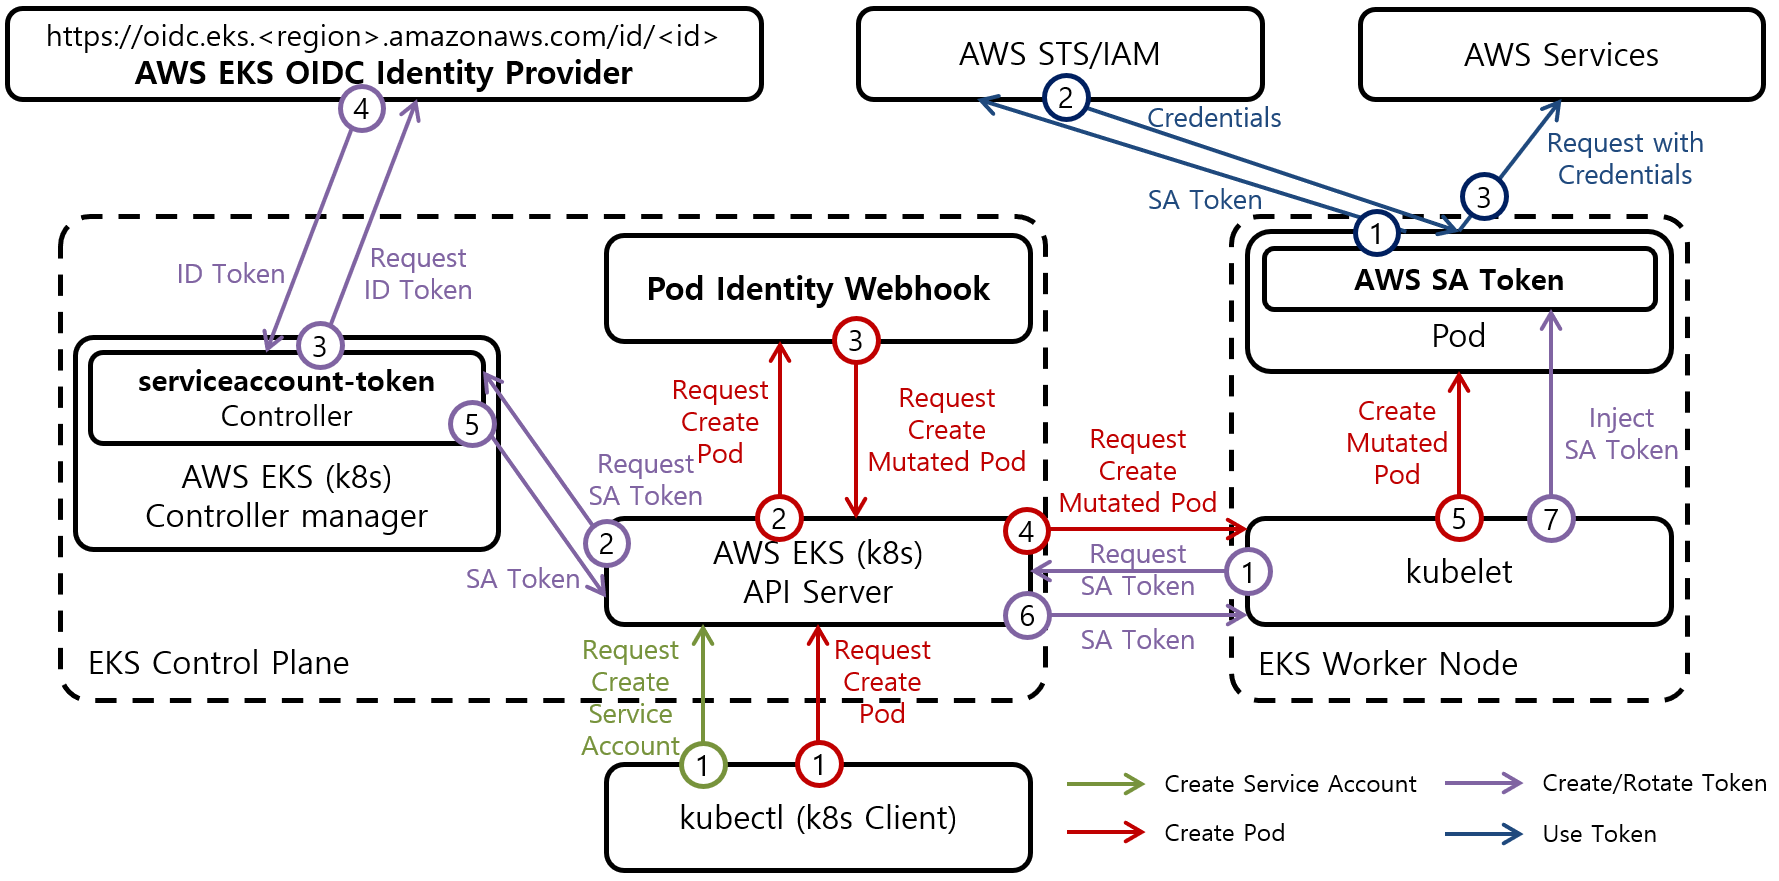 https://oidc.eks.<region>.amazonaws.com/id/<id>
AWS EKS OIDC Identity Provider
AWS STS/IAM
AWS Services
4
2
Credentials
Request with
Credentials
SA Token
3
1
ID Token
Request
ID Token
Pod Identity Webhook
AWS SA Token
Pod
3
3
serviceaccount-token
Controller
5
AWS EKS (k8s)
Controller manager
Request
Create
Pod
Request
Create
Mutated Pod
Request
SA Token
Request
Create
Mutated Pod
Create
Mutated
Pod
Inject
SA Token
2
2
4
5
7
AWS EKS (k8s)
API Server
SA Token
Request
SA Token
1
kubelet
6
SA Token
EKS Control Plane
EKS Worker Node
Request
Create
Service
Account
Request
Create
Pod
1
1
kubectl (k8s Client)
Create Service Account
Create/Rotate Token
Create Pod
Use Token